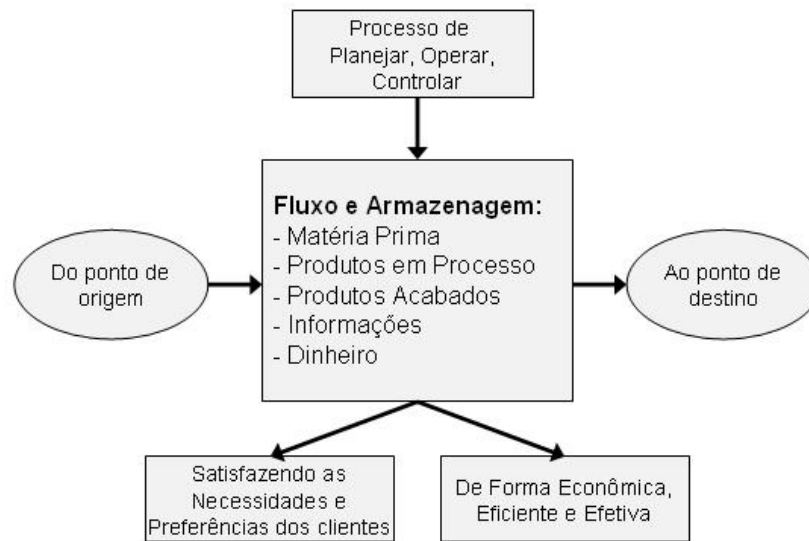 Processo de
Planejar, Operar,
Controlar
Fluxo e Armazenagem:
- Matéria Prima
- Produtos em Processo
- Produtos Acabados
- Informações
- Dinheiro
Do ponto de
origem
Ao ponto de
destino
Satisfazendo as
Necessidades e
Preferências dos clientes
De Forma Econômica,
Eficiente e Efetiva